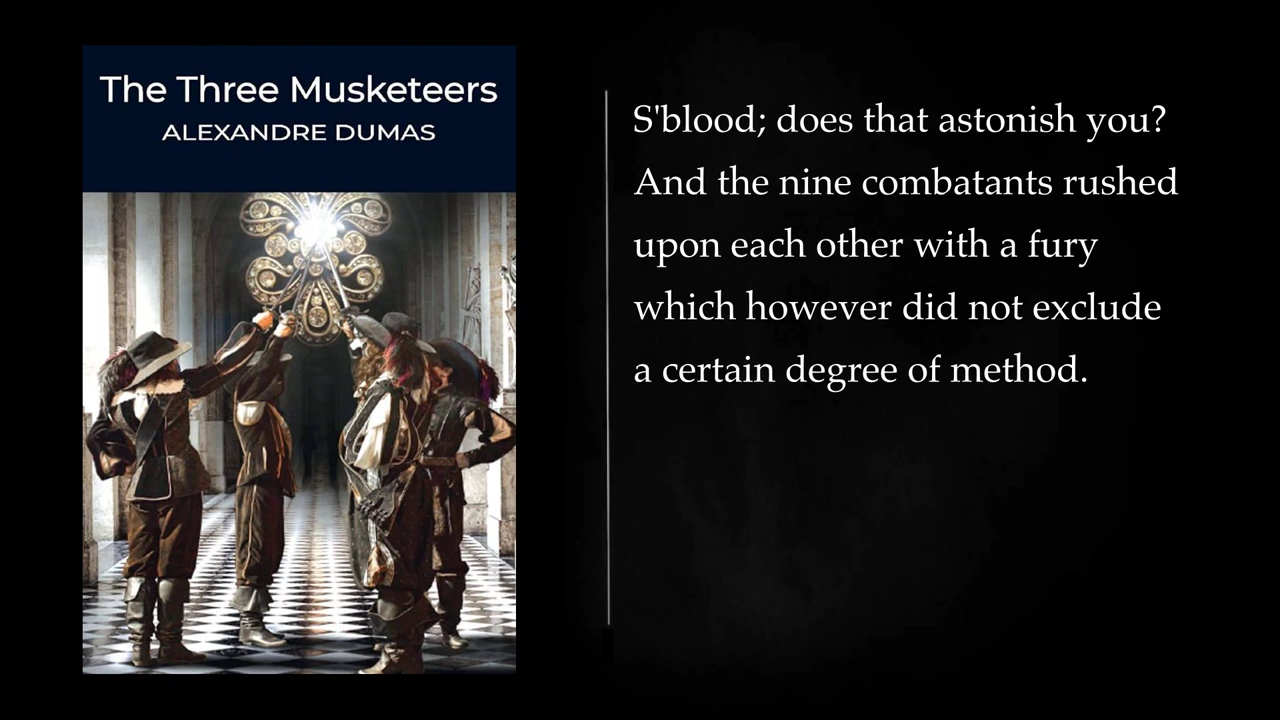 The Three Musketeers
ALEXANDRE DUMAS
S'blood; does that astonish you?
And the nine combatants rushed
upon each other with a fury
which however did not exclude
a certain degree of method.